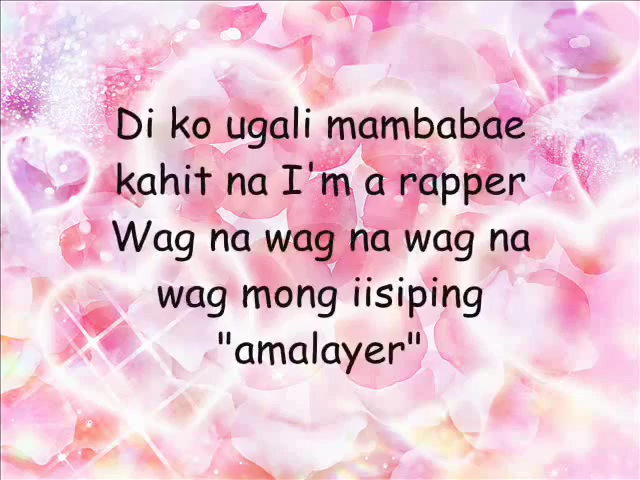 Di ko ugali mambabae
kahit na I'm a rapper
Wag na wag na wag na
wag mong iisiping
"amalayer"